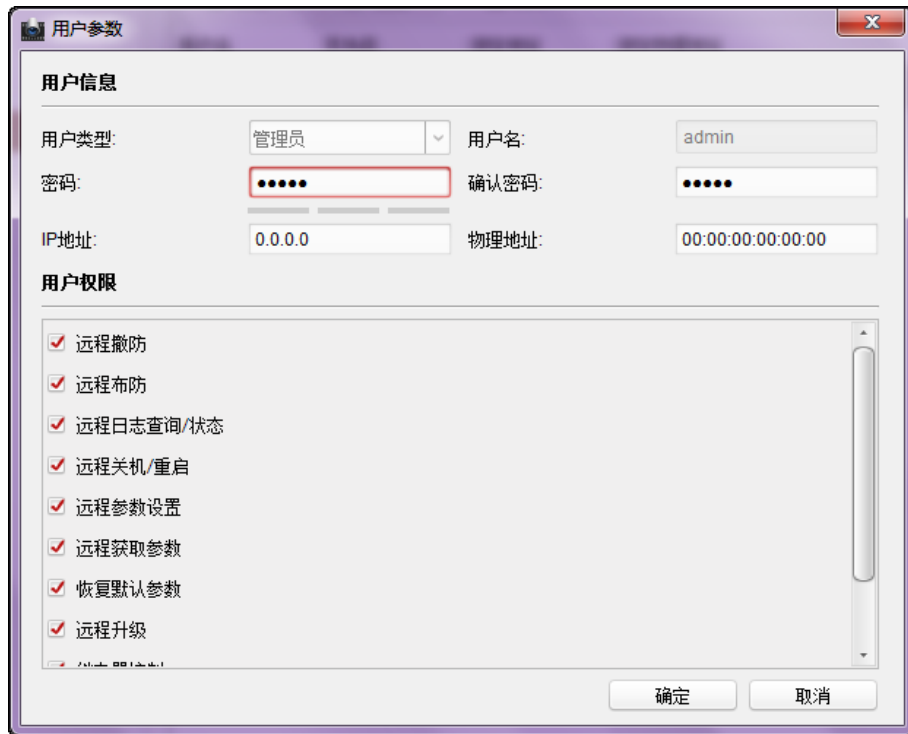 用户参数
用户信息
用户类型: 管理员 用户名: admin
密码: ●●●●● 确认密码: ●●●●●
IP地址: 0.0.0.0 物理地址: 00:00:00:00:00:00
用户权限
远程撤防
远程布防
远程日志查询/状态
远程关机/重启
远程参数设置
远程获取参数
恢复默认参数
远程升级
确定 取消